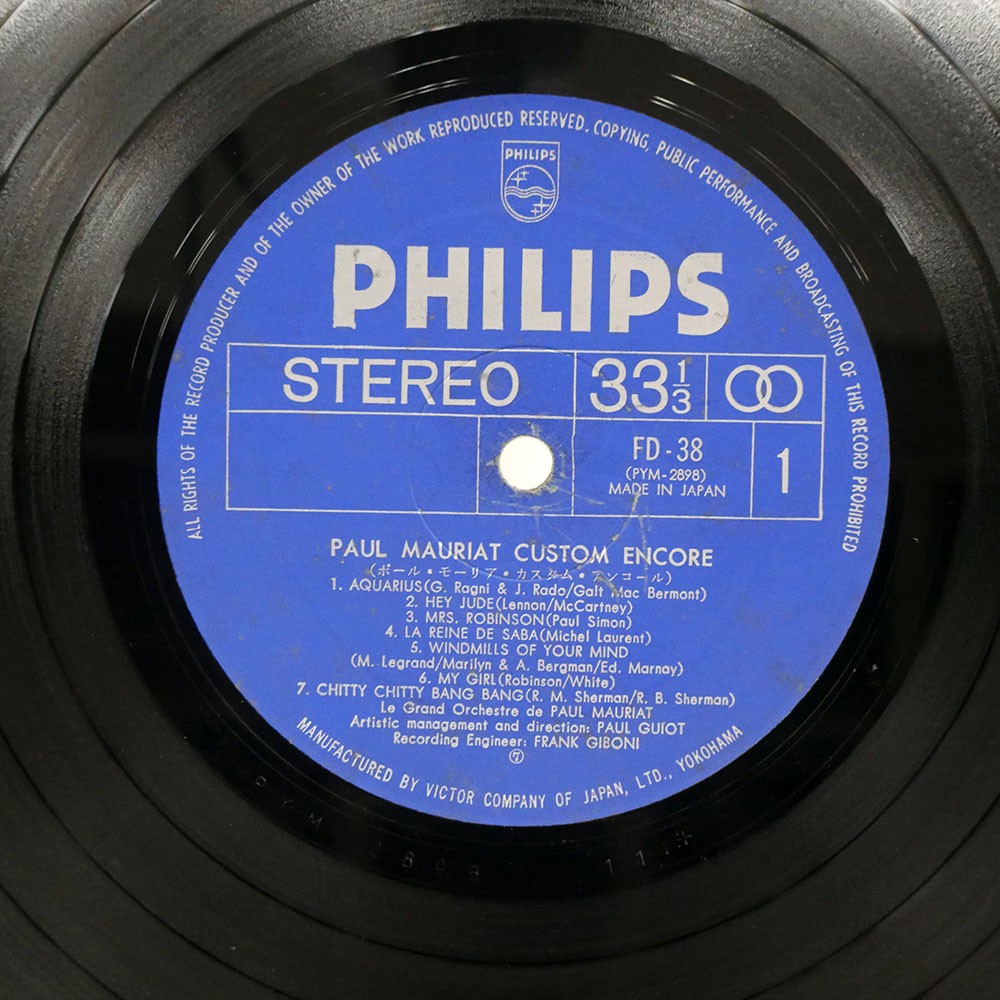 ALL RIGHTS OF THE RECORD PRODUCER AND OF THE OWNER OF THE WORK REPRODUCED RESERVED. COPYING, PUBLIC PERFORMANCE AND BROADCASTING OF THIS RECORD PROHIBITED
PHILIPS
PHILIPS
STEREO 33 1/3
FD-38
(PYM-2898)
MADE IN JAPAN
1
PAUL MAURIAT CUSTOM ENCORE
(ポール・モーリア・カスタム・アンコール)
1. AQUARIUS(G. Ragni & J. Rado/Galt Mac Bermont)
2. HEY JUDE(Lennon/McCartney)
3. MRS. ROBINSON(Paul Simon)
4. LA REINE DE SABA(Michel Laurent)
5. WINDMILLS OF YOUR MIND
(M. Legrand/Marilyn & A. Bergman/Ed. Marnay)
6. MY GIRL(Robinson/White)
7. CHITTY CHITTY BANG BANG(R. M. Sherman/R. B. Sherman)
Le Grand Orchestre de PAUL MAURIAT
Artistic management and direction: PAUL GUIOT
Recording Engineer: FRANK GIBONI
⑦
MANUFACTURED BY VICTOR COMPANY OF JAPAN, LTD., YOKOHAMA
PYM 2898 11*